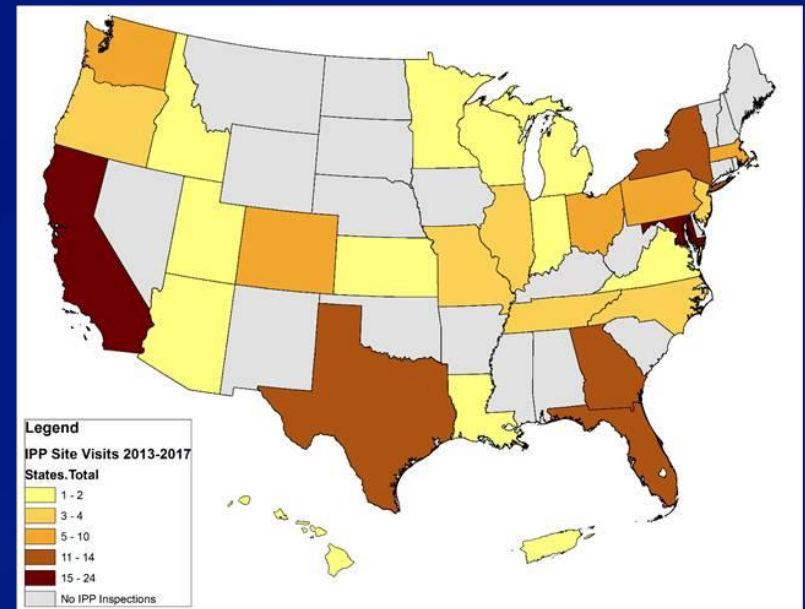 Legend
IPP Site Visits 2013-2017
States.Total
1 - 2
3 - 4
5 - 10
11 - 14
15 - 24
No IPP Inspections